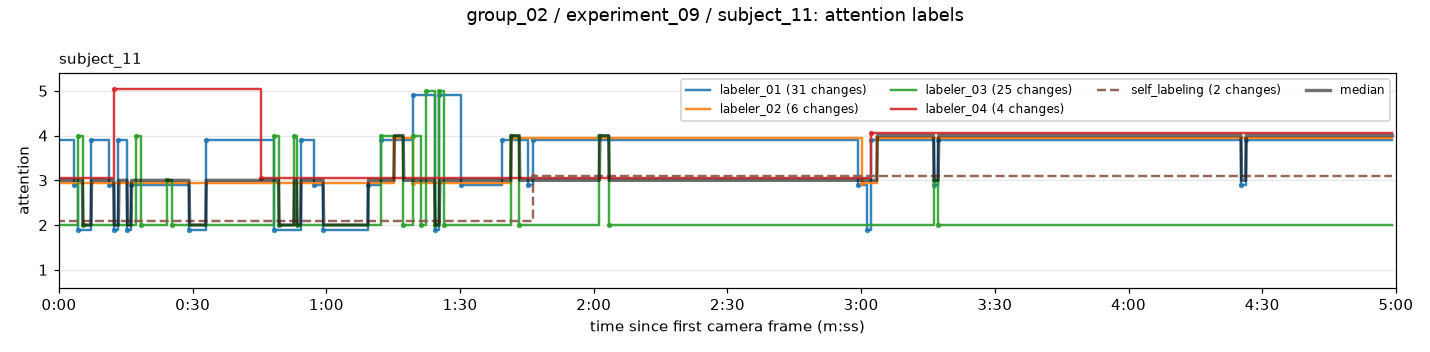 group_02 / experiment_09 / subject_11: attention labels
subject_11
attention
5
4
3
2
1
labeler_01 (31 changes)
labeler_02 (6 changes)
labeler_03 (25 changes)
labeler_04 (4 changes)
self_labeling (2 changes)
median
0:00 0:30 1:00 1:30 2:00 2:30 3:00 3:30 4:00 4:30 5:00
time since first camera frame (m:ss)